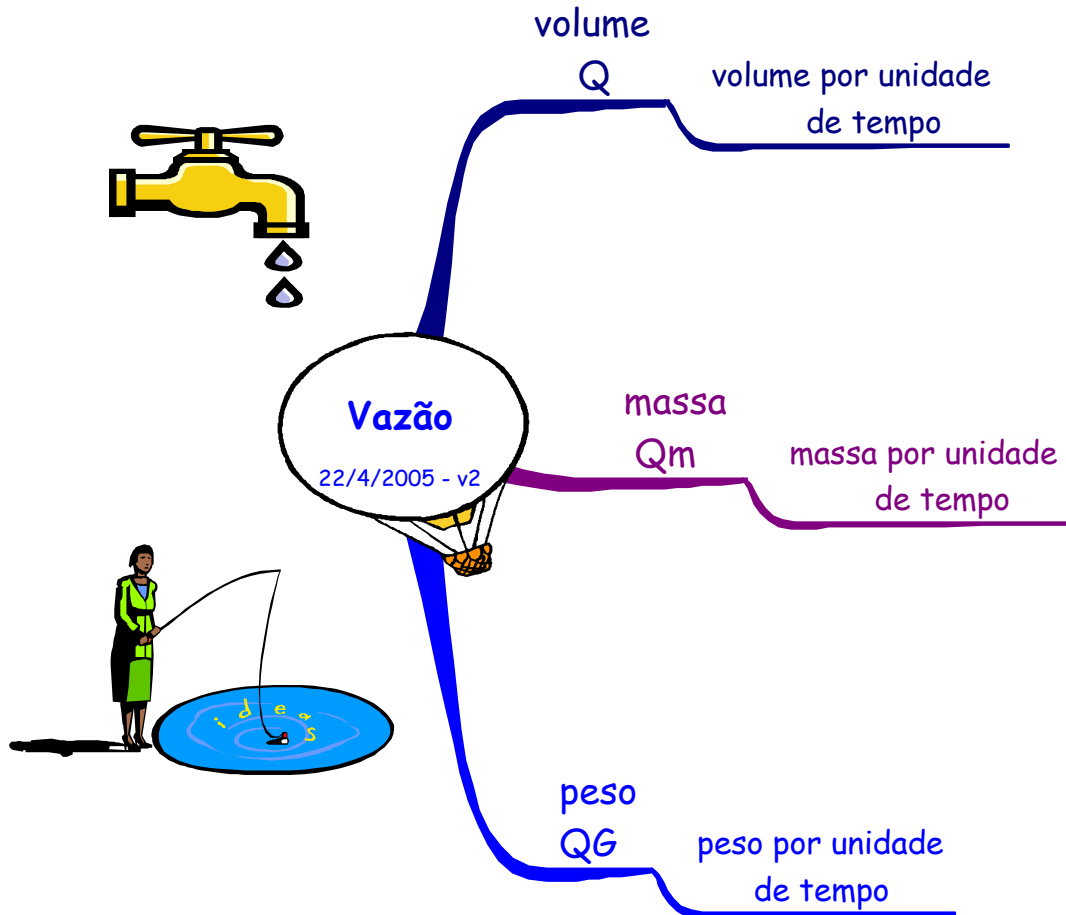 volume
Q
volume por unidade
de tempo
Vazão
22/4/2005 - v2
massa
Qm
massa por unidade
de tempo
ideas
peso
QG
peso por unidade
de tempo